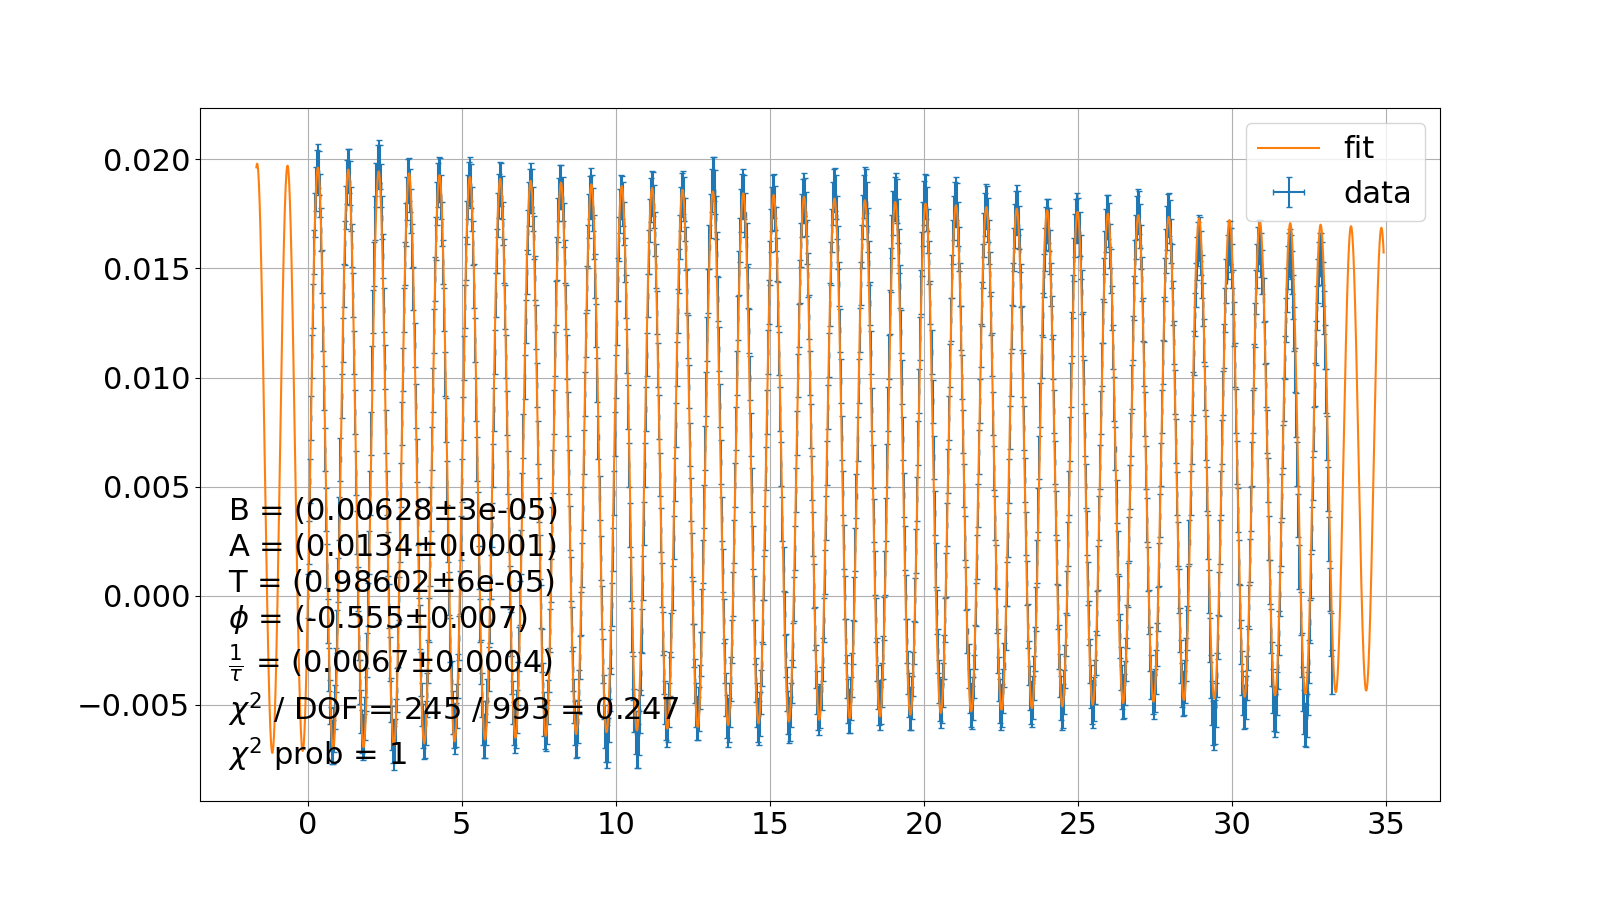 fit
data
0.020
0.015
0.010
0.005
0.000
−0.005
B = (0.00628±3e-05)
A = (0.0134±0.0001)
T = (0.98602±6e-05)
ϕ = (-0.555±0.007)
1/τ = (0.0067±0.0004)
χ² / DOF = 245 / 993 = 0.247
χ² prob = 1
0 5 10 15 20 25 30 35